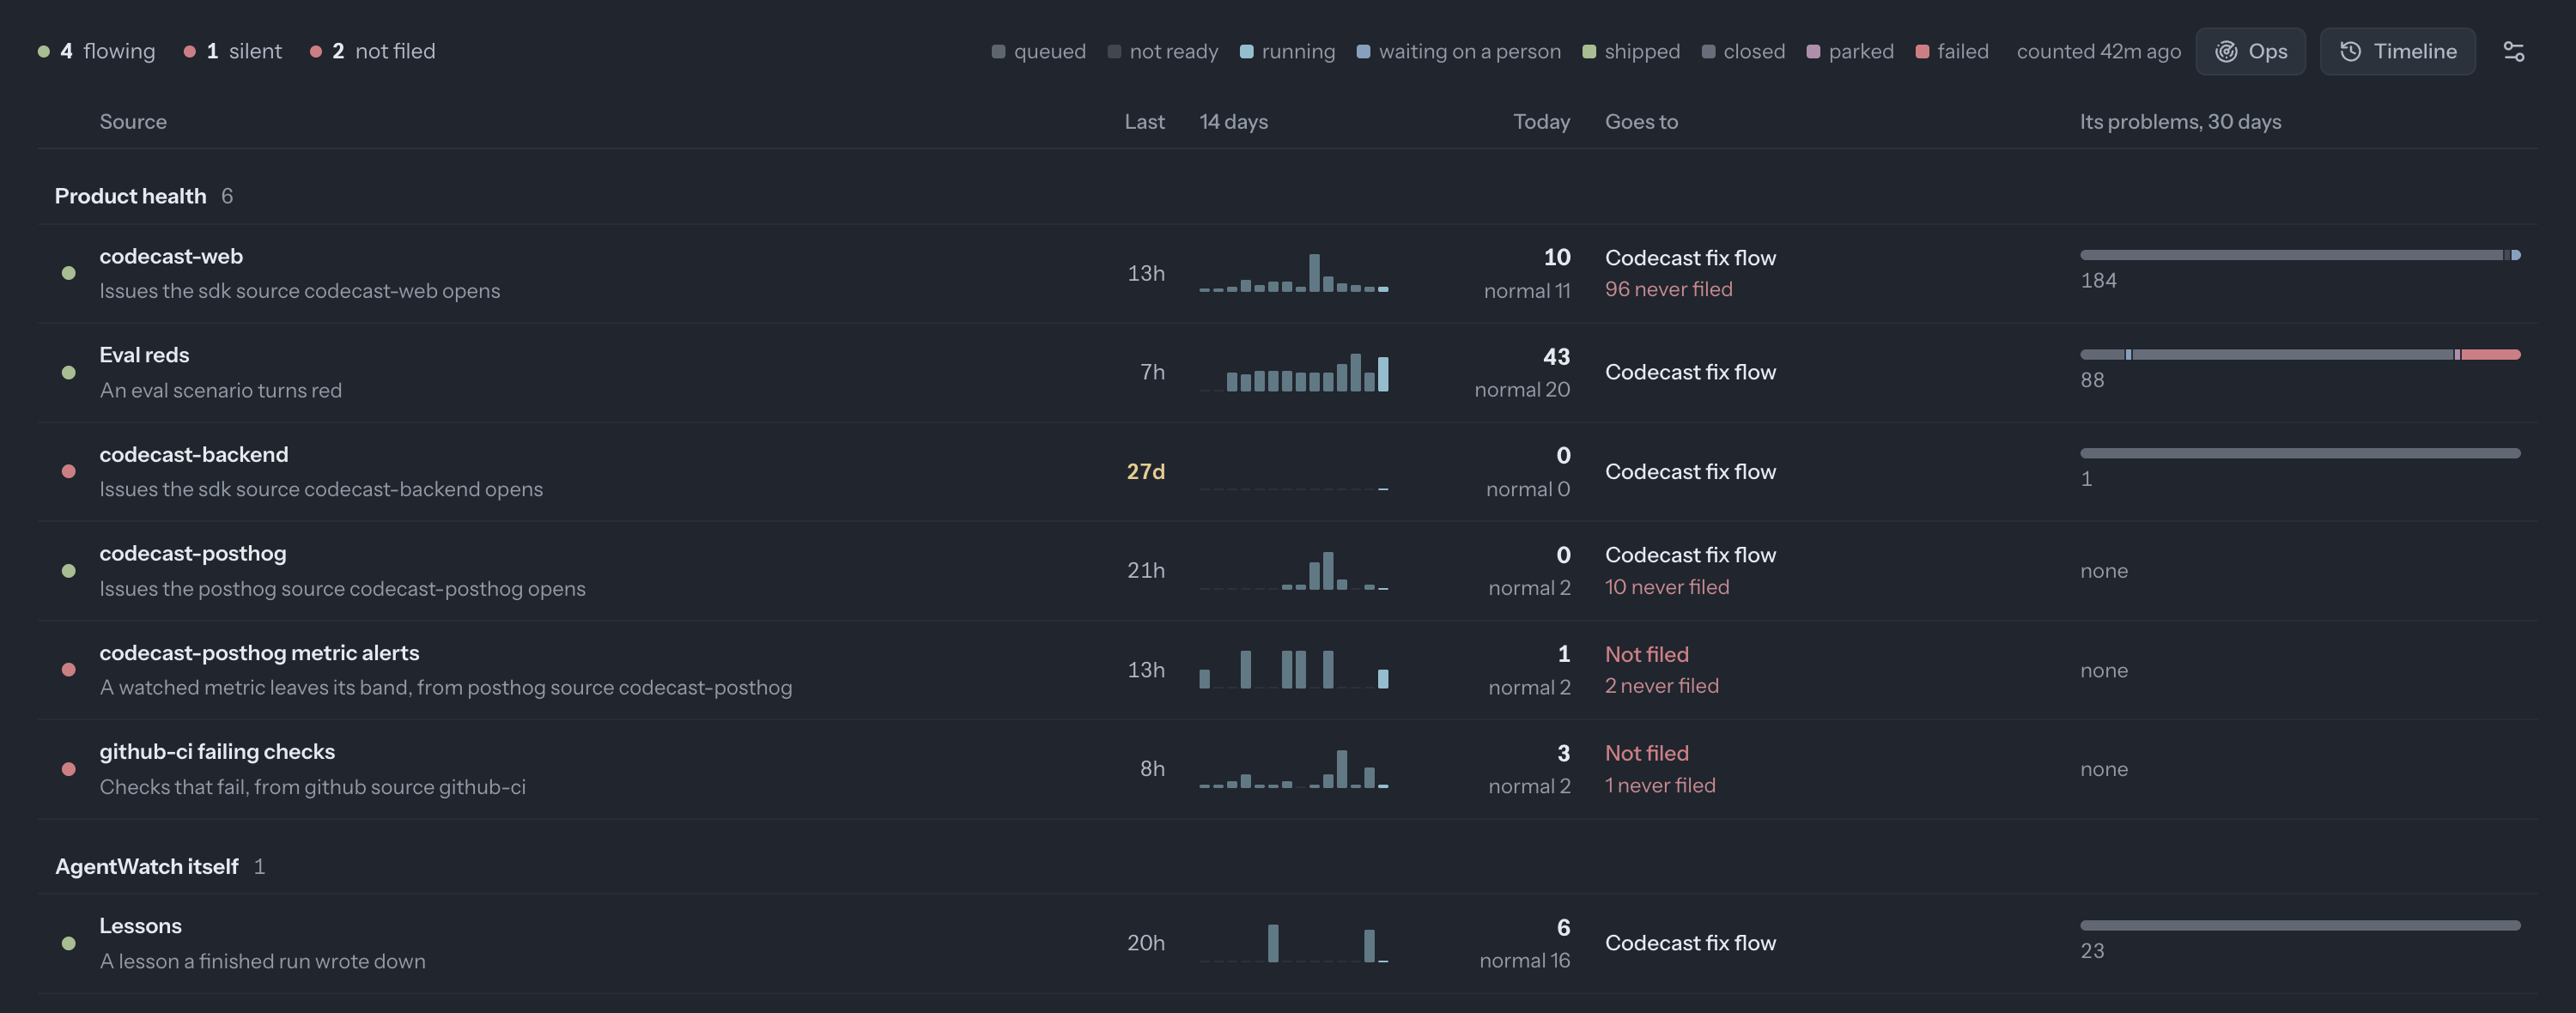 4 flowing 1 silent 2 not filed queued not ready running waiting on a person shipped closed parked failed counted 42m ago Ops Timeline
Source Last 14 days Today Goes to Its problems, 30 days
Product health 6
codecast-web
Issues the sdk source codecast-web opens
13h
10
normal 11
Codecast fix flow
96 never filed
184
Eval reds
An eval scenario turns red
7h
43
normal 20
Codecast fix flow
88
codecast-backend
Issues the sdk source codecast-backend opens
27d
0
normal 0
Codecast fix flow
1
codecast-posthog
Issues the posthog source codecast-posthog opens
21h
0
normal 2
Codecast fix flow
10 never filed
none
codecast-posthog metric alerts
A watched metric leaves its band, from posthog source codecast-posthog
13h
1
normal 2
Not filed
2 never filed
none
github-ci failing checks
Checks that fail, from github source github-ci
8h
3
normal 2
Not filed
1 never filed
none
AgentWatch itself 1
Lessons
A lesson a finished run wrote down
20h
6
normal 16
Codecast fix flow
23